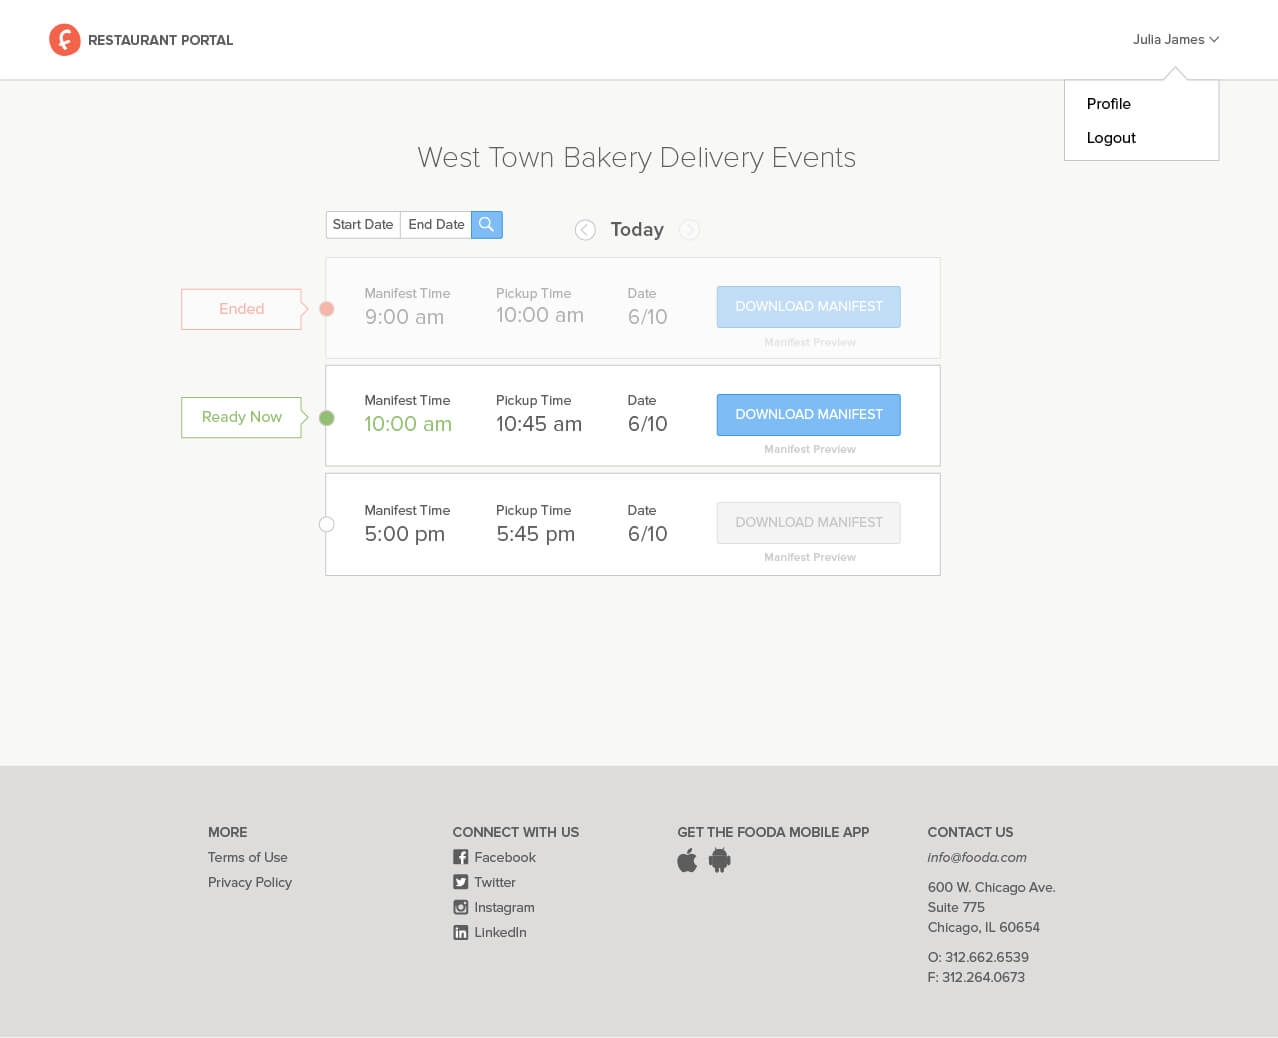 RESTAURANT PORTAL
Julia James
Profile
Logout
West Town Bakery Delivery Events
Start Date End Date
Today
Ended
Manifest Time Pickup Time Date
9:00 am 10:00 am 6/10
DOWNLOAD MANIFEST
Manifest Preview
Ready Now
Manifest Time Pickup Time Date
10:00 am 10:45 am 6/10
DOWNLOAD MANIFEST
Manifest Preview
Manifest Time Pickup Time Date
5:00 pm 5:45 pm 6/10
DOWNLOAD MANIFEST
Manifest Preview
MORE
Terms of Use
Privacy Policy
CONNECT WITH US
Facebook
Twitter
Instagram
LinkedIn
GET THE FOODA MOBILE APP
CONTACT US
info@fooda.com
600 W. Chicago Ave.
Suite 775
Chicago, IL 60654
O: 312.662.6539
F: 312.264.0673